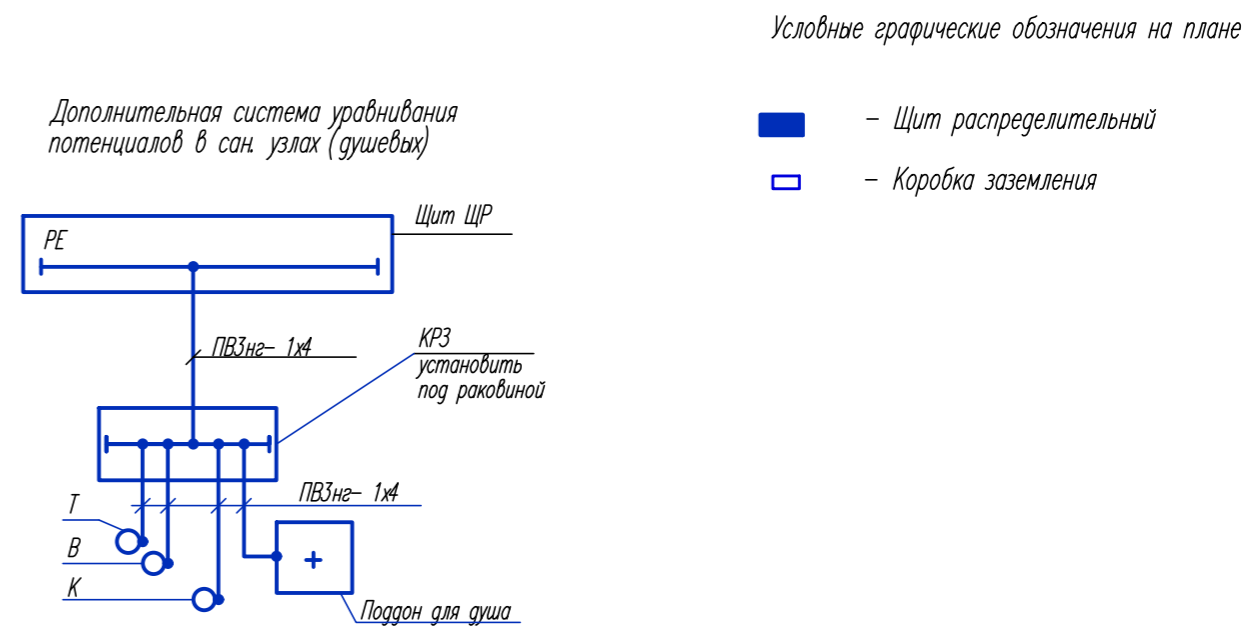 Условные графические обозначения на плане
Дополнительная система уравнивания
потенциалов в сан. узлах (душевых)
– Щит распределительный
– Коробка заземления
Щит ЩР
PE
ПВ3нг– 1х4
КРЗ
установить
под раковиной
ПВ3нг– 1х4
Т
В
К
Поддон для душа